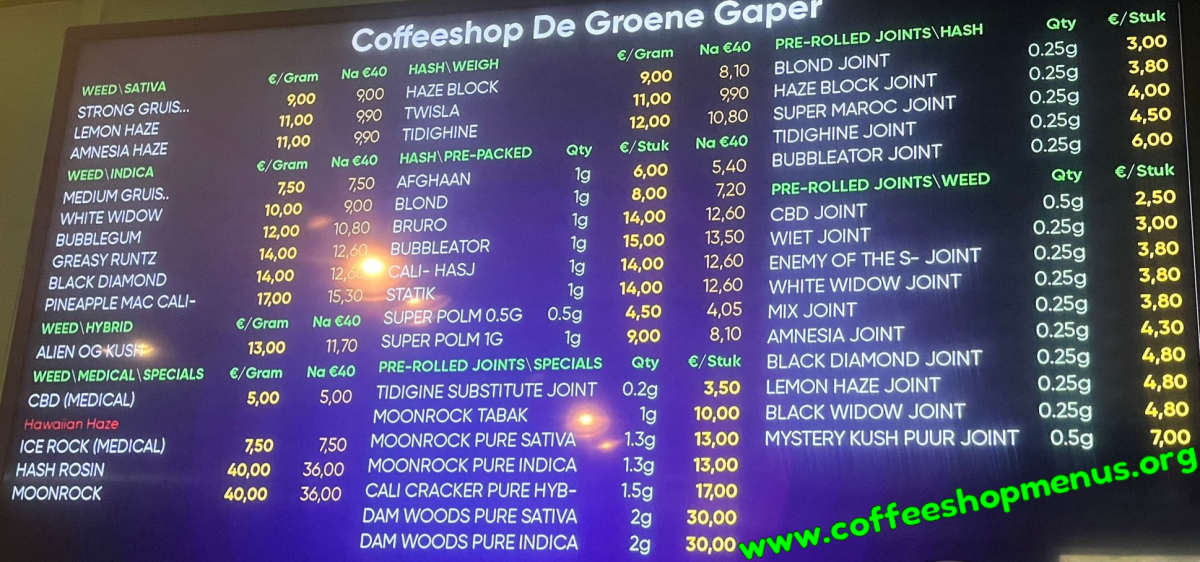 Coffeeshop De Groene Gaper
WEED\SATIVA €/Gram Na €40
STRONG GRUIS... 9,00 9,00
LEMON HAZE 11,00 9,90
AMNESIA HAZE 11,00 9,90
WEED\INDICA €/Gram Na €40
MEDIUM GRUIS.. 7,50 7,50
WHITE WIDOW 10,00 9,00
BUBBLEGUM 12,00 10,80
GREASY RUNTZ 14,00 12,60
BLACK DIAMOND 14,00 12,60
PINEAPPLE MAC CALI- 17,00 15,30
WEED\HYBRID €/Gram Na €40
ALIEN OG KUSH 13,00 11,70
WEED\MEDICAL\SPECIALS €/Gram Na €40
CBD (MEDICAL) 5,00 5,00
Hawaiian Haze
ICE ROCK (MEDICAL) 7,50 7,50
HASH ROSIN 40,00 36,00
MOONROCK 40,00 36,00
HASH\WEIGH €/Gram Na €40
HAZE BLOCK 9,00 8,10
TWISLA 11,00 9,90
TIDIGHINE 12,00 10,80
HASH\PRE-PACKED Qty €/Stuk Na €40
AFGHAAN 1g 6,00 5,40
BLOND 1g 8,00 7,20
BRURO 1g 14,00 12,60
BUBBLEATOR 1g 15,00 13,50
CALI- HASJ 1g 14,00 12,60
STATIK 1g 14,00 12,60
SUPER POLM 0.5G 0.5g 4,50 4,05
SUPER POLM 1G 1g 9,00 8,10
PRE-ROLLED JOINTS\SPECIALS Qty €/Stuk
TIDIGINE SUBSTITUTE JOINT 0.2g 3,50
MOONROCK TABAK 1g 10,00
MOONROCK PURE SATIVA 1.3g 13,00
MOONROCK PURE INDICA 1.3g 13,00
CALI CRACKER PURE HYB- 1.5g 17,00
DAM WOODS PURE SATIVA 2g 30,00
DAM WOODS PURE INDICA 2g 30,00
PRE-ROLLED JOINTS\HASH Qty €/Stuk
BLOND JOINT 0.25g 3,00
HAZE BLOCK JOINT 0.25g 3,80
SUPER MAROC JOINT 0.25g 4,00
TIDIGHINE JOINT 0.25g 4,50
BUBBLEATOR JOINT 0.25g 6,00
PRE-ROLLED JOINTS\WEED Qty €/Stuk
CBD JOINT 0.5g 2,50
WIET JOINT 0.25g 3,00
ENEMY OF THE S- JOINT 0.25g 3,80
WHITE WIDOW JOINT 0.25g 3,80
MIX JOINT 0.25g 3,80
AMNESIA JOINT 0.25g 4,30
BLACK DIAMOND JOINT 0.25g 4,80
LEMON HAZE JOINT 0.25g 4,80
BLACK WIDOW JOINT 0.25g 4,80
MYSTERY KUSH PUUR JOINT 0.5g 7,00
www.coffeeshopmenus.org